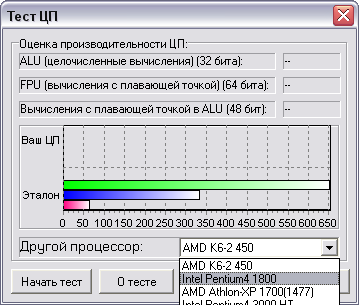 Тест ЦП
Оценка производительности ЦП:
ALU (целочисленые вычисления) (32 бита): --
FPU (вычисления с плавающей точкой) (64 бита): --
Вычисления с плавающей точкой в ALU (48 бит): --
Ваш ЦП
Эталон
0 50 100 150 200 250 300 350 400 450 500 550 600 650
Другой процессор: AMD K6-2 450
AMD K6-2 450
Intel Pentium4 1800
AMD Athlon-XP 1700(1477)
Intel Pentium4 3000 HT
Начать тест О тесте